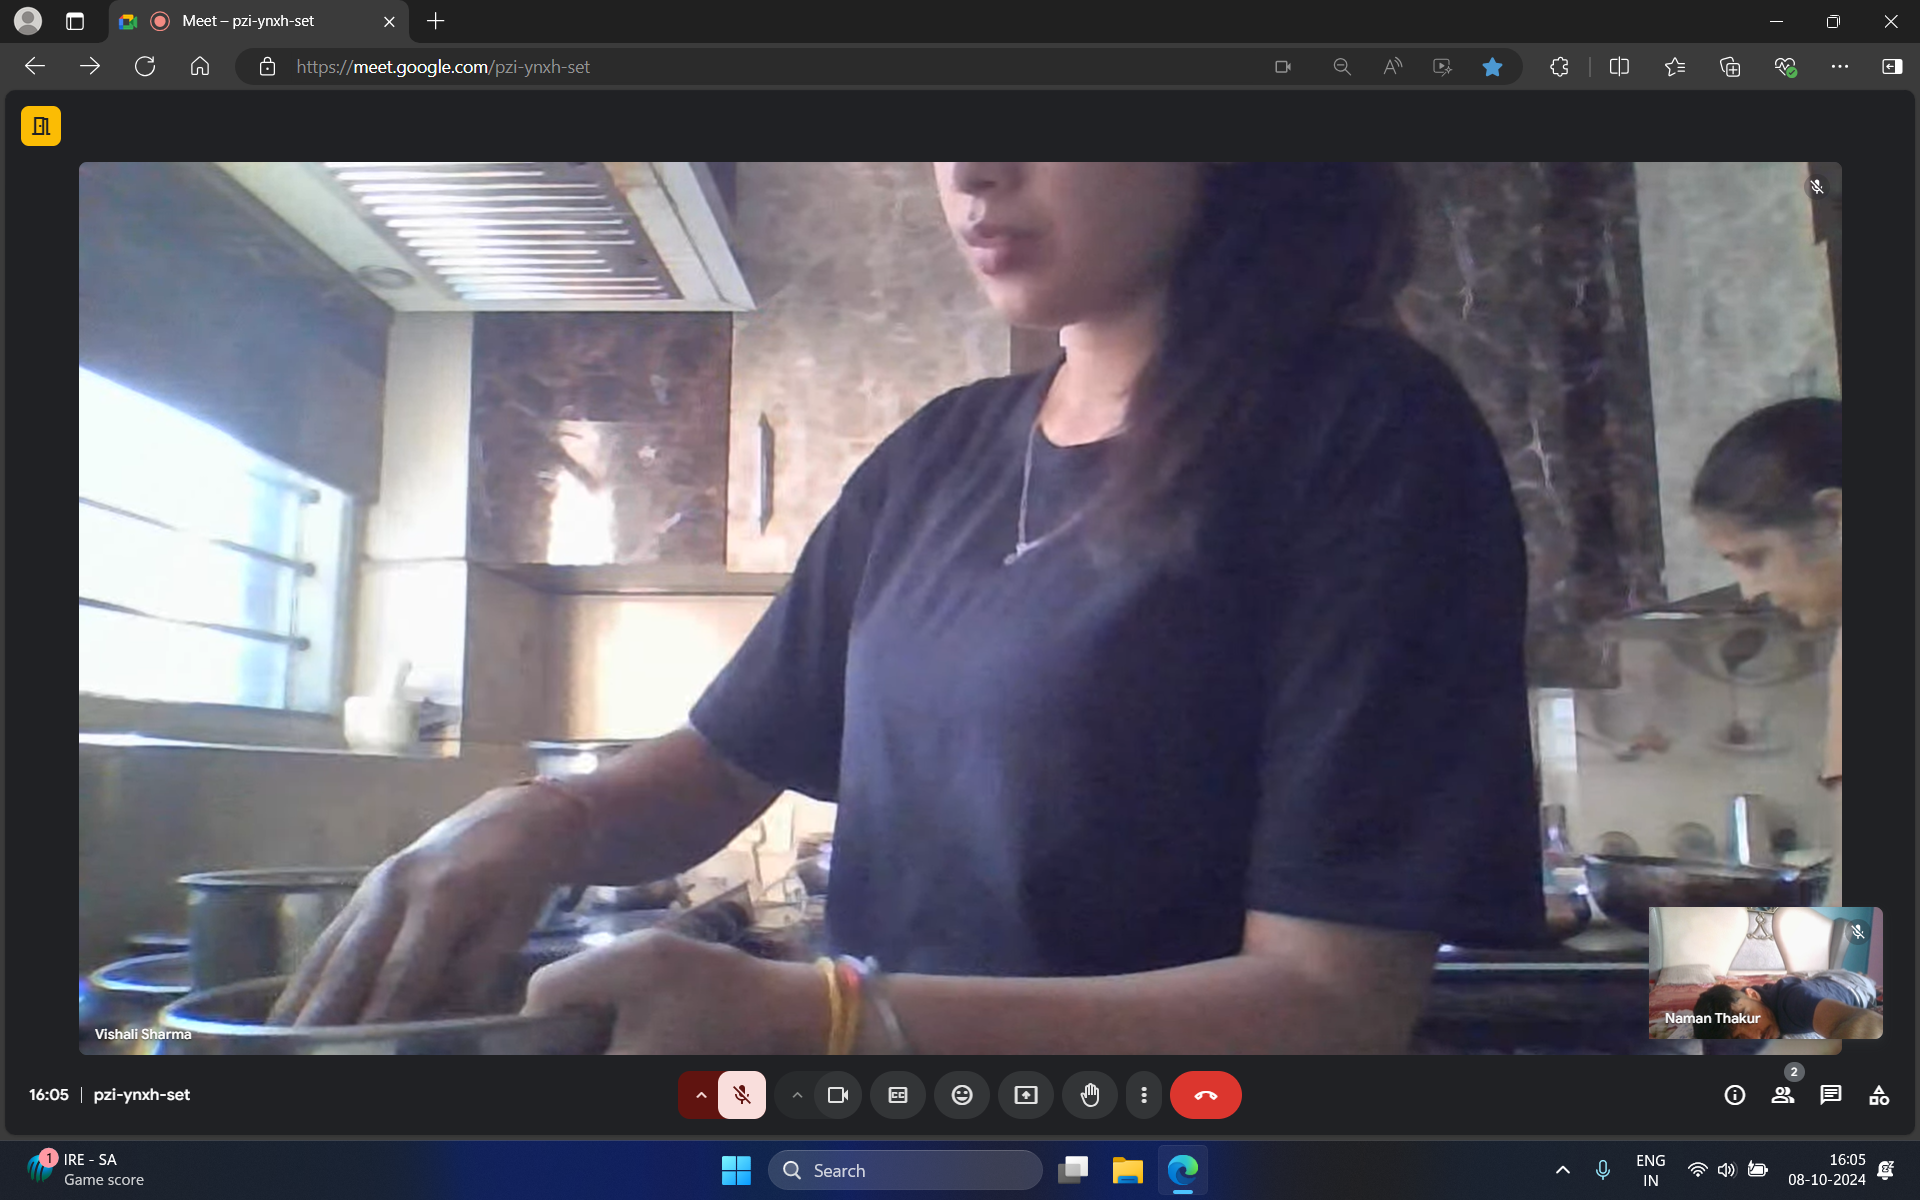 Meet – pzi-ynxh-set
https://meet.google.com/pzi-ynxh-set
Vishali Sharma
Naman Thakur
16:05 | pzi-ynxh-set
2
1
IRE - SA
Game score
Search
ENG
IN
16:05
08-10-2024